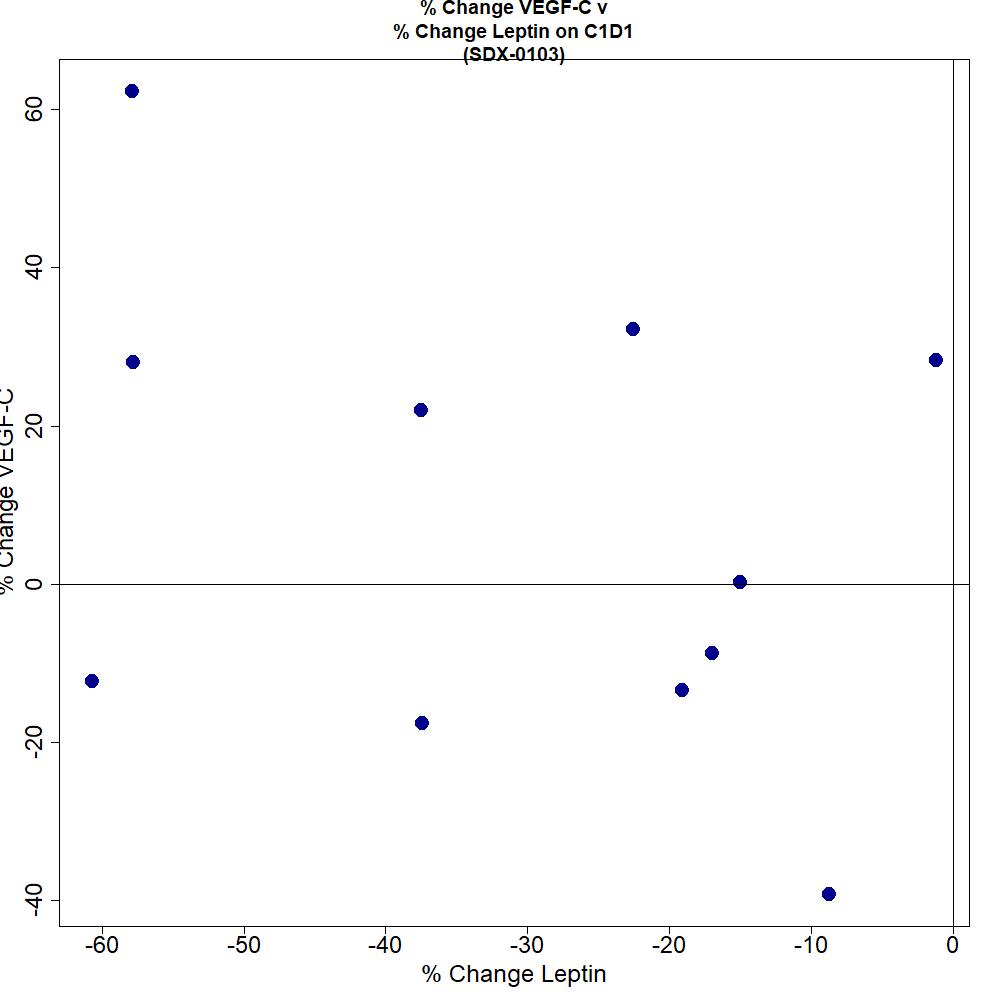 % Change VEGF-C v
% Change Leptin on C1D1
(SDX-0103)
60
40
20
0
-20
-40
% Change VEGF-C
-60
-50
-40
-30
-20
-10
0
% Change Leptin